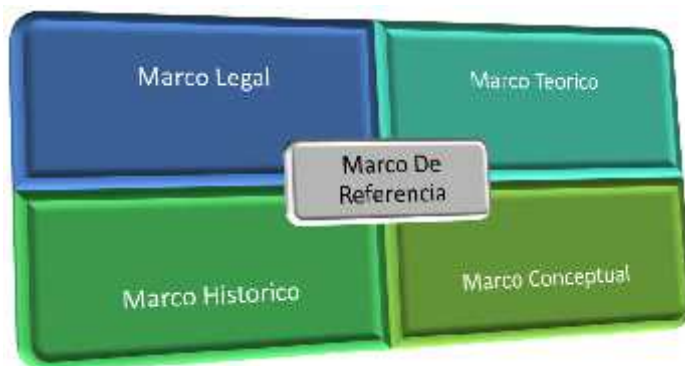 Marco Legal
Marco Teorico
Marco De
Referencia
Marco Historico
Marco Conceptual